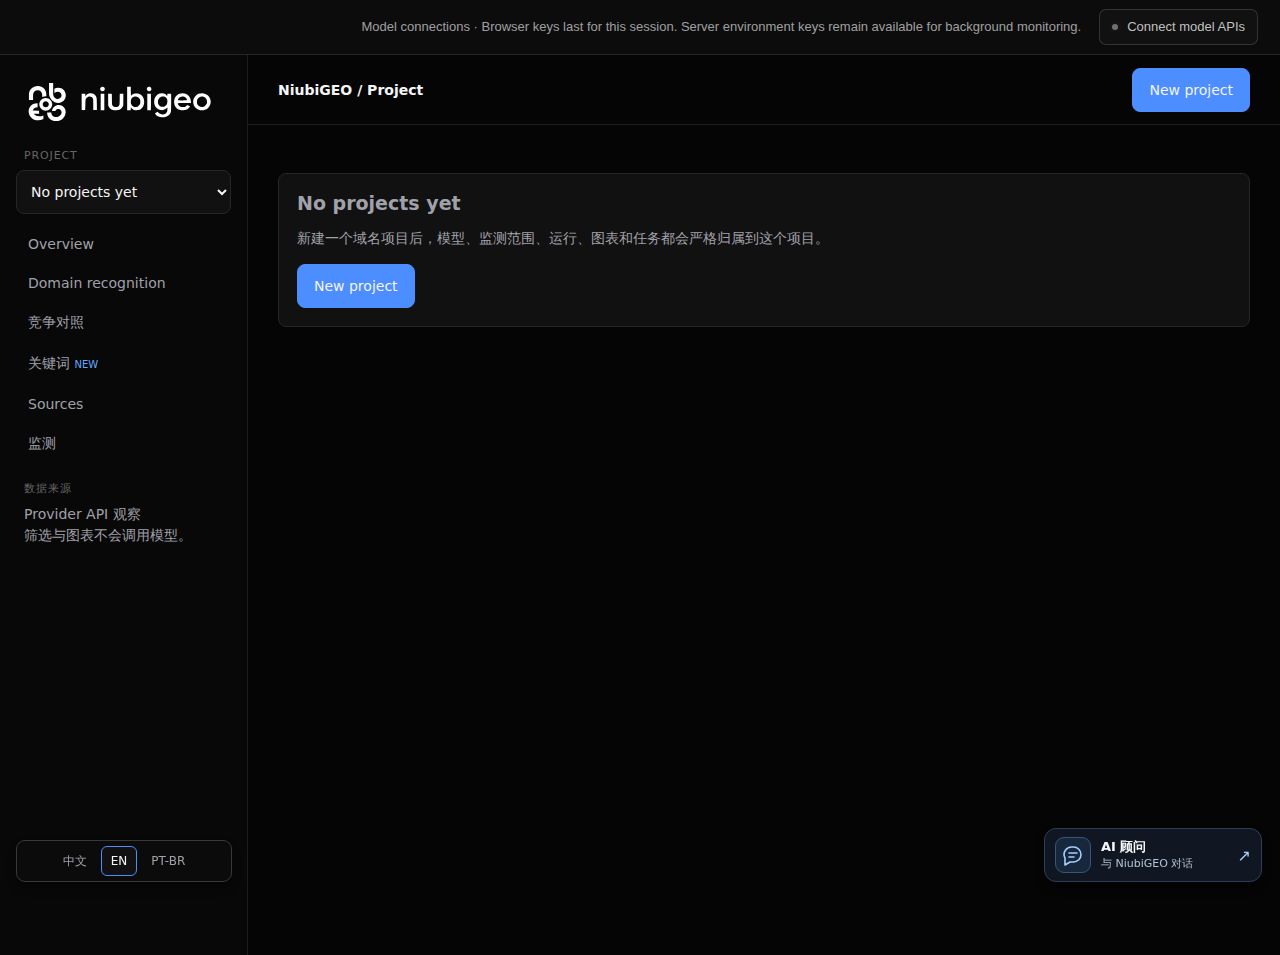 Model connections · Browser keys last for this session. Server environment keys remain available for background monitoring.
Connect model APIs
niubigeo
NiubiGEO / Project
New project
PROJECT
No projects yet
Overview
Domain recognition
竞争对照
关键词 NEW
Sources
监测
数据来源
Provider API 观察
筛选与图表不会调用模型。
No projects yet
新建一个域名项目后，模型、监测范围、运行、图表和任务都会严格归属到这个项目。
New project
中文 EN PT-BR
AI 顾问
与 NiubiGEO 对话